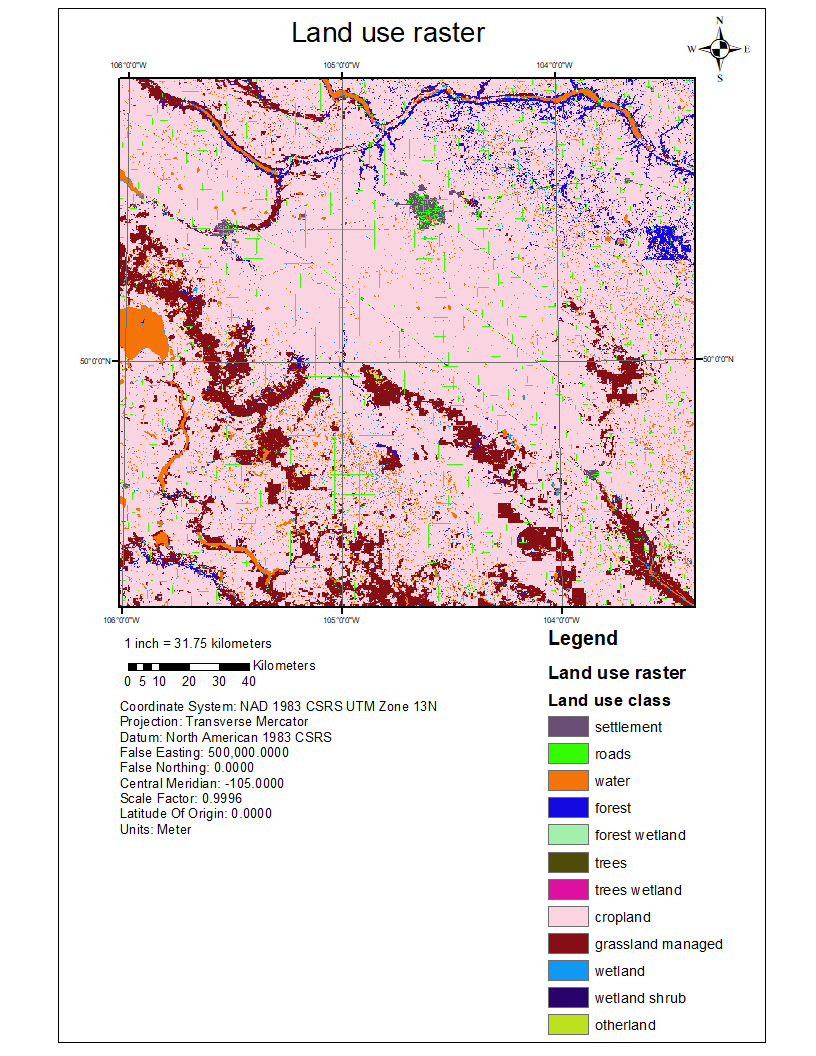 Land use raster
N
W E
S
106°0'0"W 105°0'0"W 104°0'0"W
50°0'0"N 50°0'0"N
106°0'0"W 105°0'0"W 104°0'0"W
1 inch = 31.75 kilometers
Kilometers
0 5 10 20 30 40
Coordinate System: NAD 1983 CSRS UTM Zone 13N
Projection: Transverse Mercator
Datum: North American 1983 CSRS
False Easting: 500,000.0000
False Northing: 0.0000
Central Meridian: -105.0000
Scale Factor: 0.9996
Latitude Of Origin: 0.0000
Units: Meter
Legend
Land use raster
Land use class
settlement
roads
water
forest
forest wetland
trees
trees wetland
cropland
grassland managed
wetland
wetland shrub
otherland